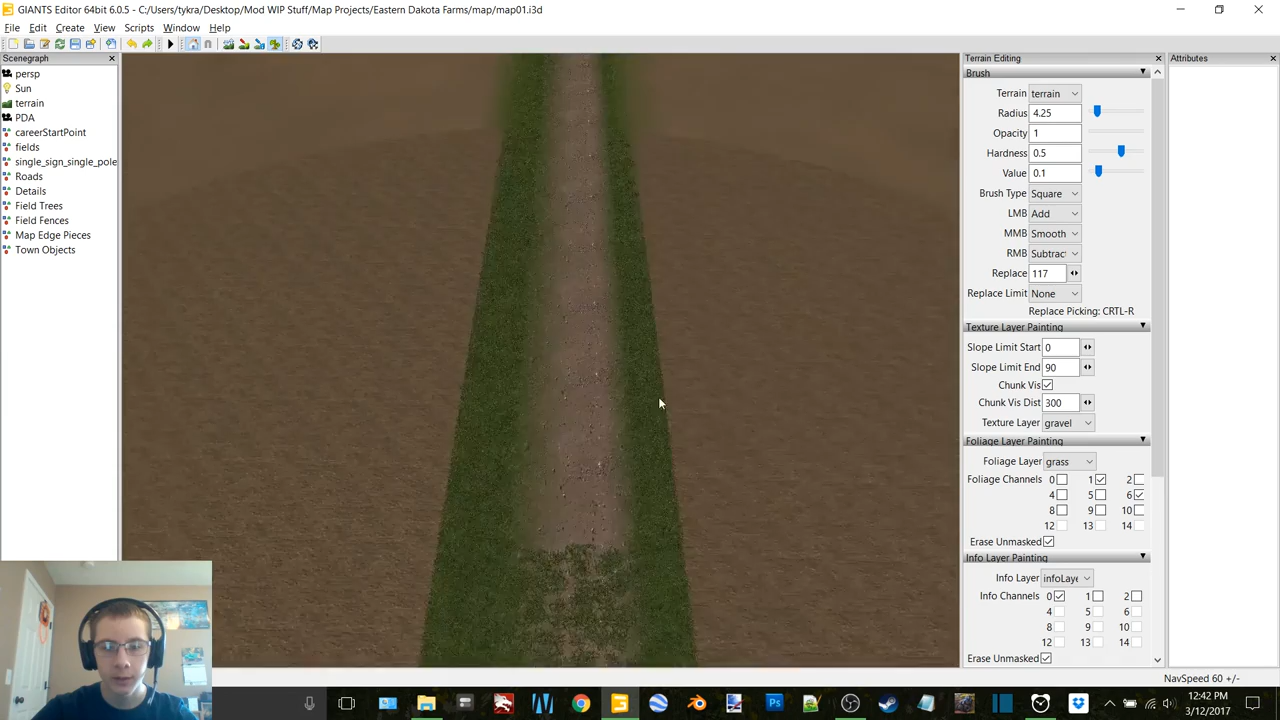 GIANTS Editor 64bit 6.0.5 - C:/Users/tykra/Desktop/Mod WIP Stuff/Map Projects/Eastern Dakota Farms/map/map01.i3d
File Edit Create View Scripts Window Help
Scenegraph
persp
Sun
terrain
PDA
careerStartPoint
fields
single_sign_single_pole
Roads
Details
Field Trees
Field Fences
Map Edge Pieces
Town Objects
Terrain Editing
Brush
Terrain terrain
Radius 4.25
Opacity 1
Hardness 0.5
Value 0.1
Brush Type Square
LMB Add
MMB Smooth
RMB Subtrac
Replace 117
Replace Limit None
Replace Picking: CRTL-R
Texture Layer Painting
Slope Limit Start 0
Slope Limit End 90
Chunk Vis
Chunk Vis Dist 300
Texture Layer gravel
Foliage Layer Painting
Foliage Layer grass
Foliage Channels 0 1 2
4 5 6
8 9 10
12 13 14
Erase Unmasked
Info Layer Painting
Info Layer infoLaye
Info Channels 0 1 2
4 5 6
8 9 10
12 13 14
Erase Unmasked
Attributes
NavSpeed 60 +/-
12:42 PM
3/12/2017